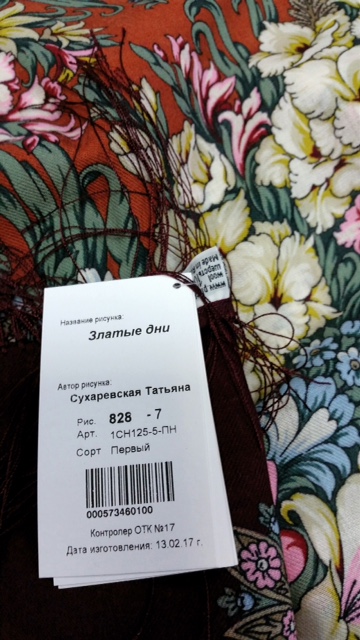 Название рисунка:
Златые дни
Автор рисунка:
Сухаревская Татьяна
Рис. 828 - 7
Арт. 1СН125-5-ПН
Сорт Первый
000573460100
Контролер ОТК №17
Дата изготовления: 13.02.17 г.